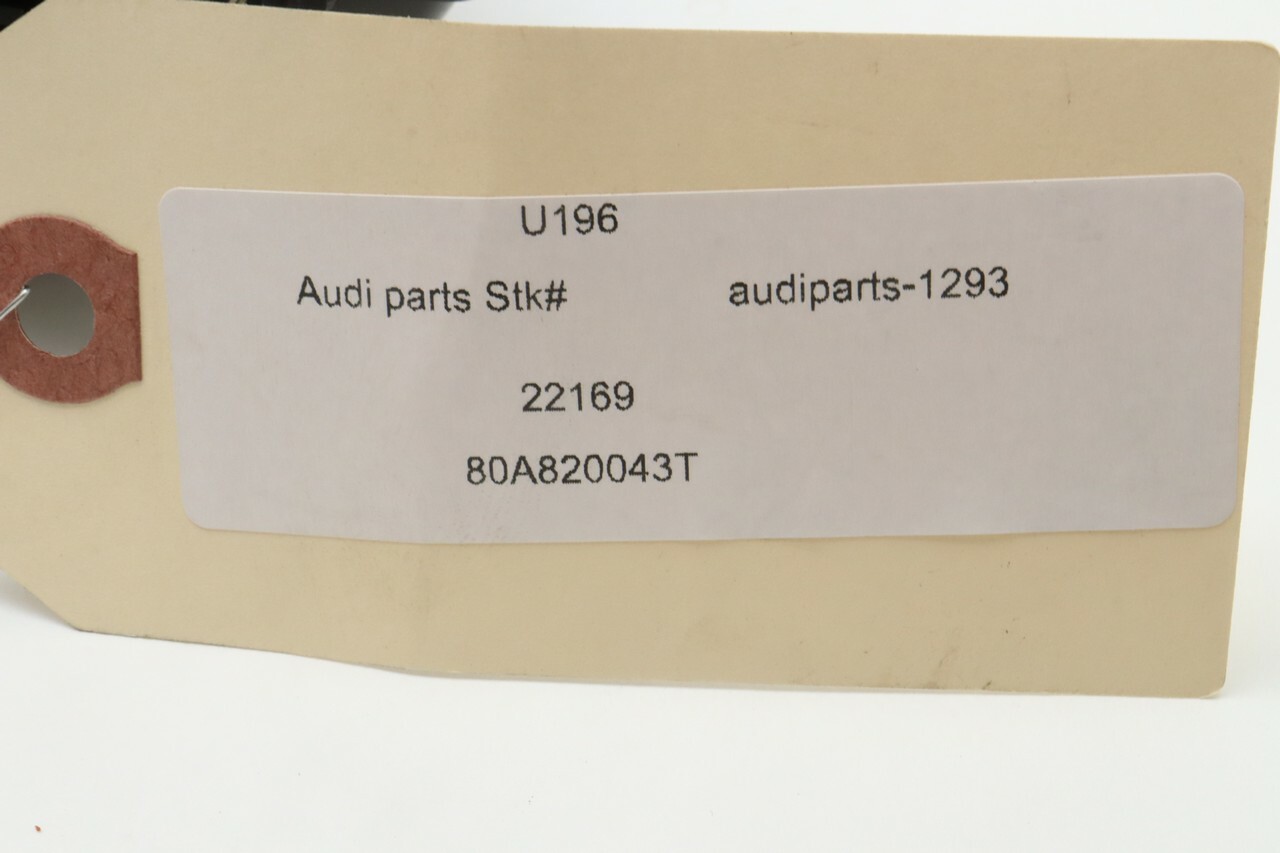 U196
Audi parts Stk# audiparts-1293
22169
80A820043T